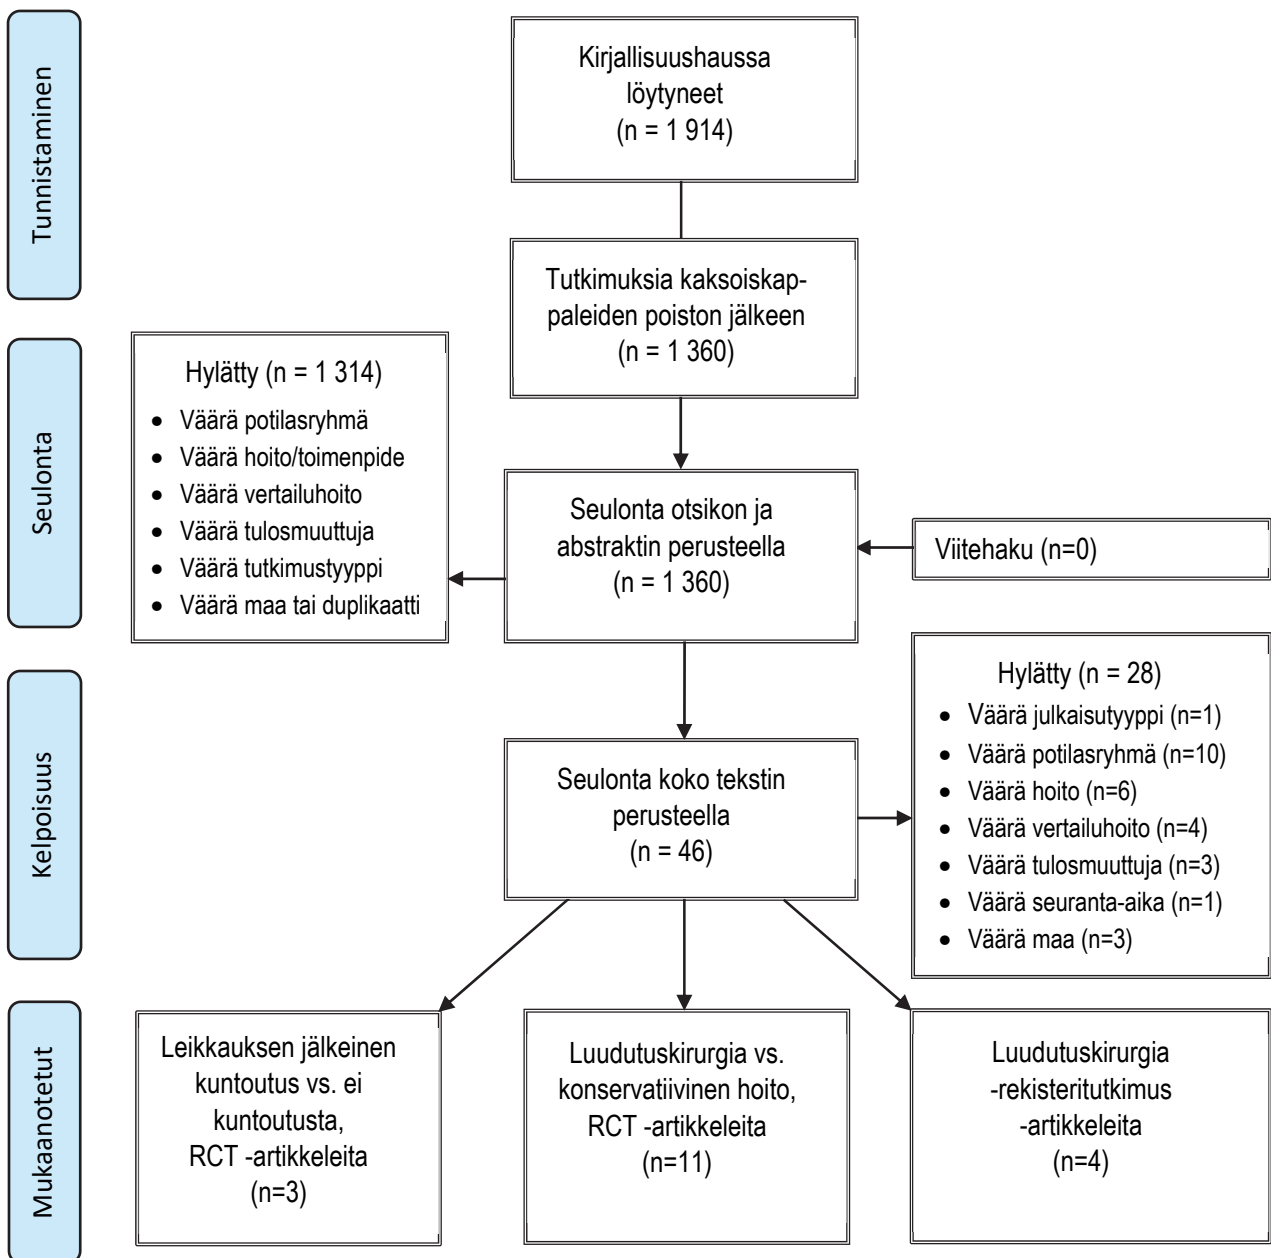 Tunnistaminen
Kirjallisuushaussa
löytyneet
(n = 1 914)
Tutkimuksia kaksoiskap-
paleiden poiston jälkeen
(n = 1 360)
Seulonta
Hylätty (n = 1 314)
• Väärä potilasryhmä
• Väärä hoito/toimenpide
• Väärä vertailuhoito
• Väärä tulosmuuttuja
• Väärä tutkimustyyppi
• Väärä maa tai duplikaatti
Seulonta otsikon ja
abstraktin perusteella
(n = 1 360)
Viitehaku (n=0)
Kelpoisuus
Seulonta koko tekstin
perusteella
(n = 46)
Hylätty (n = 28)
• Väärä julkaisutyyppi (n=1)
• Väärä potilasryhmä (n=10)
• Väärä hoito (n=6)
• Väärä vertailuhoito (n=4)
• Väärä tulosmuuttuja (n=3)
• Väärä seuranta-aika (n=1)
• Väärä maa (n=3)
Mukaanotetut
Leikkauksen jälkeinen
kuntoutus vs. ei
kuntoutusta,
RCT -artikkeleita
(n=3)
Luudutuskirurgia vs.
konservatiivinen hoito,
RCT -artikkeleita
(n=11)
Luudutuskirurgia
-rekisteritutkimus
-artikkeleita
(n=4)